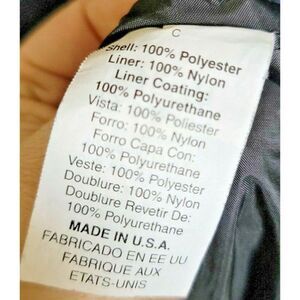 C
Shell: 100% Polyester
Liner: 100% Nylon
Liner Coating:
100% Polyurethane
Vista: 100% Poliester
Forro: 100% Nylon
Forro Capa Con:
100% Polyurethane
Veste: 100% Polyester
Doublure: 100% Nylon
Doublure Revetir De:
100% Polyurethane
MADE IN U.S.A.
FABRICADO EN EE UU
FABRIQUE AUX
ETATS-UNIS